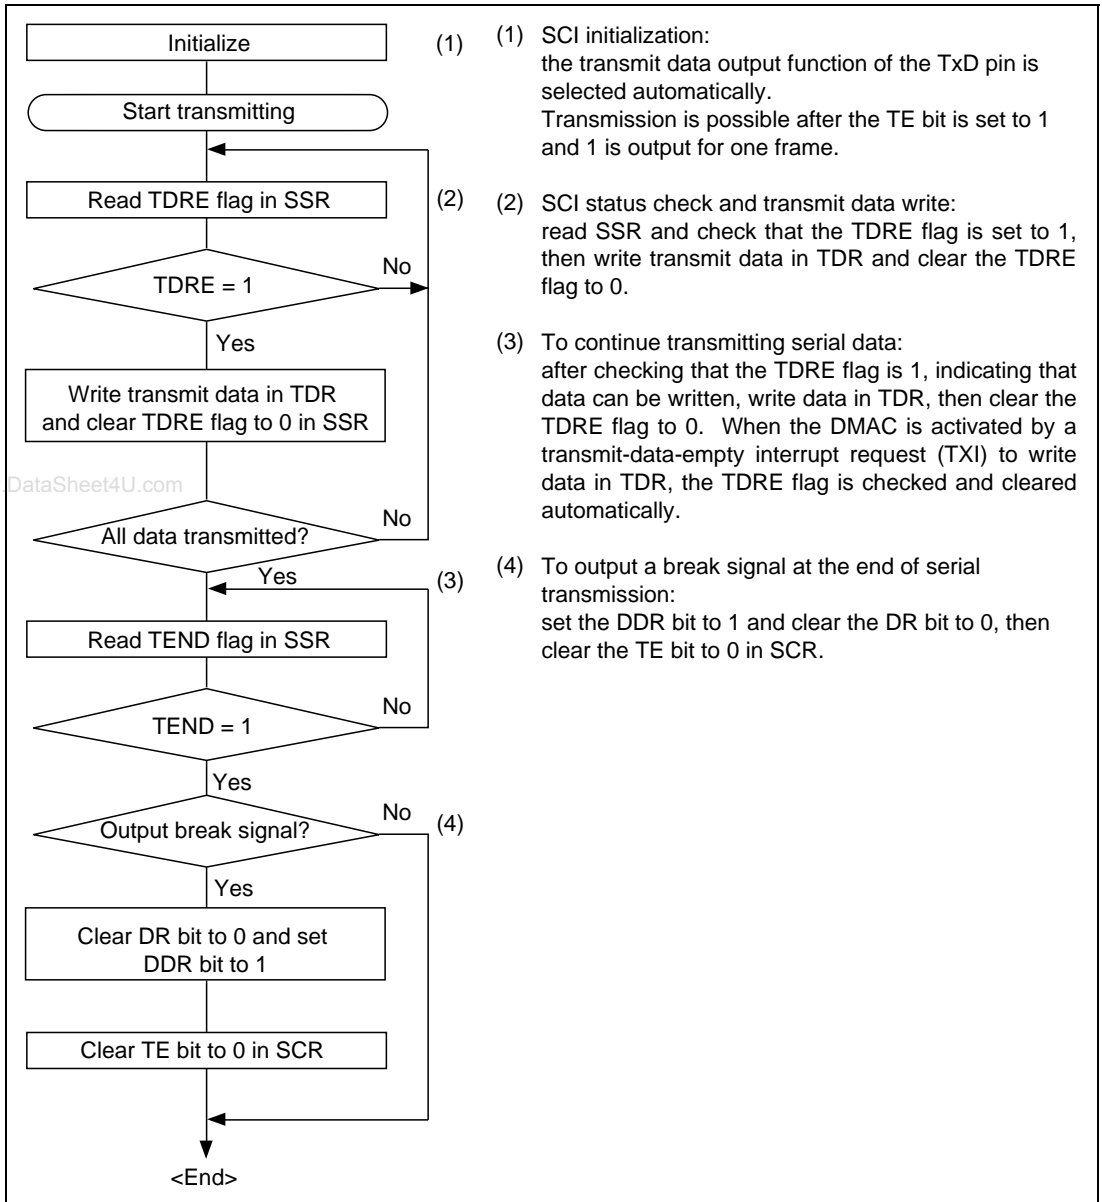 Initialize
(1)
Start transmitting
Read TDRE flag in SSR
(2)
TDRE = 1
No
Yes
Write transmit data in TDR
and clear TDRE flag to 0 in SSR
DataSheet4U.com
All data transmitted?
No
Yes
(3)
Read TEND flag in SSR
TEND = 1
No
Yes
Output break signal?
No
(4)
Yes
Clear DR bit to 0 and set
DDR bit to 1
Clear TE bit to 0 in SCR
<End>
(1) SCI initialization:
the transmit data output function of the TxD pin is
selected automatically.
Transmission is possible after the TE bit is set to 1
and 1 is output for one frame.
(2) SCI status check and transmit data write:
read SSR and check that the TDRE flag is set to 1,
then write transmit data in TDR and clear the TDRE
flag to 0.
(3) To continue transmitting serial data:
after checking that the TDRE flag is 1, indicating that
data can be written, write data in TDR, then clear the
TDRE flag to 0. When the DMAC is activated by a
transmit-data-empty interrupt request (TXI) to write
data in TDR, the TDRE flag is checked and cleared
automatically.
(4) To output a break signal at the end of serial
transmission:
set the DDR bit to 1 and clear the DR bit to 0, then
clear the TE bit to 0 in SCR.